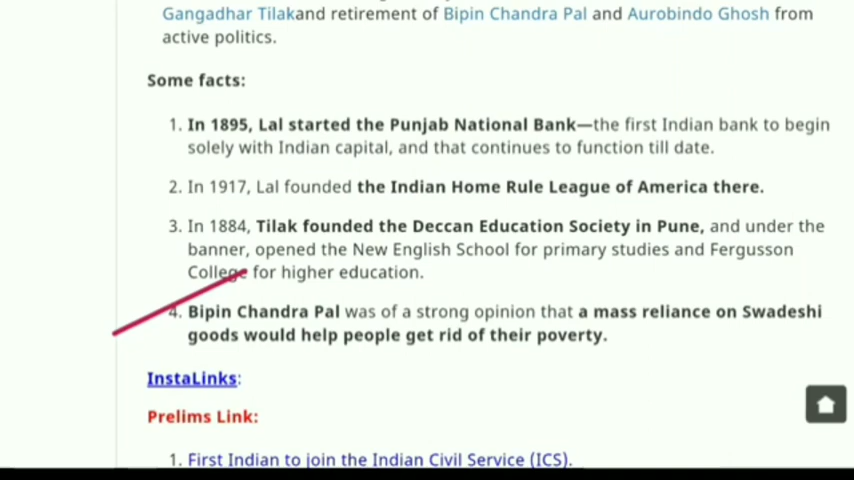 Gangadhar Tilakand retirement of Bipin Chandra Pal and Aurobindo Ghosh from
active politics.
Some facts:
1. In 1895, Lal started the Punjab National Bank—the first Indian bank to begin
solely with Indian capital, and that continues to function till date.
2. In 1917, Lal founded the Indian Home Rule League of America there.
3. In 1884, Tilak founded the Deccan Education Society in Pune, and under the
banner, opened the New English School for primary studies and Fergusson
College for higher education.
4. Bipin Chandra Pal was of a strong opinion that a mass reliance on Swadeshi
goods would help people get rid of their poverty.
InstaLinks:
Prelims Link:
1. First Indian to join the Indian Civil Service (ICS).